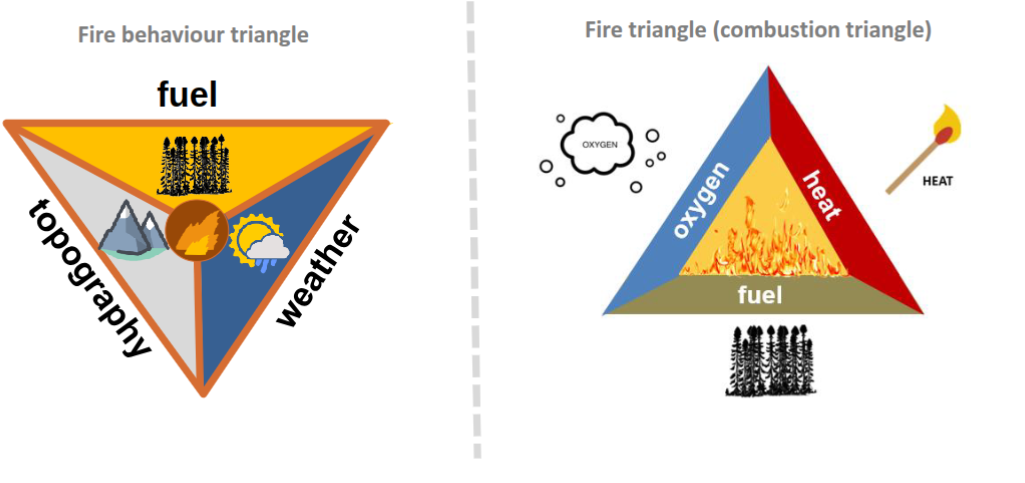 Fire behaviour triangle
fuel
topography
weather
Fire triangle (combustion triangle)
OXYGEN
oxygen
heat
HEAT
fuel